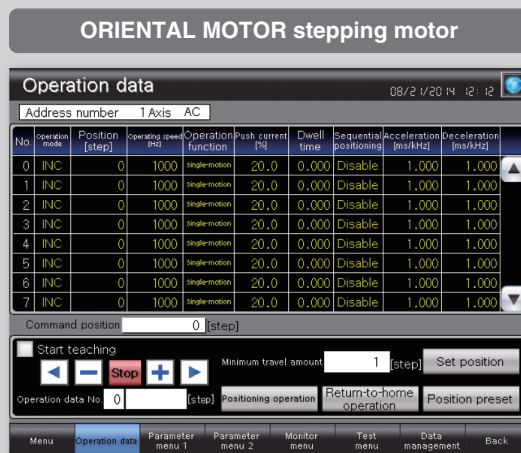 ORIENTAL MOTOR stepping motor
Operation data 08/21/2014 12:12
Address number 1 Axis AC
No. Operation mode Position [step] Operating speed [Hz] Operation function Push current [%] Dwell time Sequential positioning Acceleration [ms/kHz] Deceleration [ms/kHz]
0 INC 0 1000 Single-motion 20.0 0.000 Disable 1.000 1.000
1 INC 0 1000 Single-motion 20.0 0.000 Disable 1.000 1.000
2 INC 0 1000 Single-motion 20.0 0.000 Disable 1.000 1.000
3 INC 0 1000 Single-motion 20.0 0.000 Disable 1.000 1.000
4 INC 0 1000 Single-motion 20.0 0.000 Disable 1.000 1.000
5 INC 0 1000 Single-motion 20.0 0.000 Disable 1.000 1.000
6 INC 0 1000 Single-motion 20.0 0.000 Disable 1.000 1.000
7 INC 0 1000 Single-motion 20.0 0.000 Disable 1.000 1.000
Command position 0 [step]
Start teaching
Stop
Minimum travel amount 1 [step] Set position
Operation data No. 0 [step] Positioning operation Return-to-home operation Position preset
Menu Operation data Parameter menu 1 Parameter menu 2 Monitor menu Test menu Data management Back